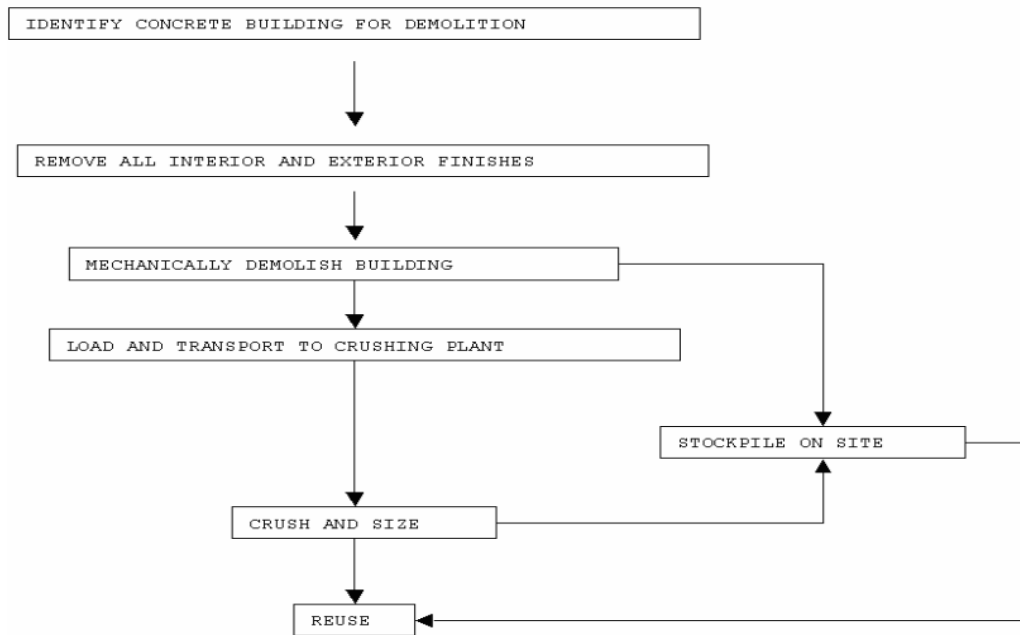 IDENTIFY CONCRETE BUILDING FOR DEMOLITION
REMOVE ALL INTERIOR AND EXTERIOR FINISHES
MECHANICALLY DEMOLISH BUILDING
LOAD AND TRANSPORT TO CRUSHING PLANT
STOCKPILE ON SITE
CRUSH AND SIZE
REUSE